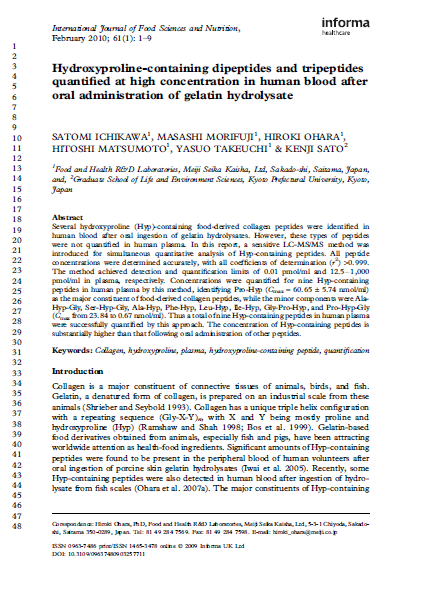 International Journal of Food Sciences and Nutrition,
February 2010; 61(1): 1–9
informa
healthcare
1
2
3
4
5
6
7
8
9
10
11
12
13
14
15
16
17
18
19
20
21
22
23
24
25
26
27
28
29
30
31
32
33
34
35
36
37
38
39
40
41
42
43
44
45
46
47
48
Hydroxyproline-containing dipeptides and tripeptides
quantified at high concentration in human blood after
oral administration of gelatin hydrolysate
SATOMI ICHIKAWA¹, MASASHI MORIFUJI¹, HIROKI OHARA¹,
HITOSHI MATSUMOTO¹, YASUO TAKEUCHI¹ & KENJI SATO²
¹Food and Health R&D Laboratories, Meiji Seika Kaisha, Ltd, Sakado-shi, Saitama, Japan,
and, ²Graduate School of Life and Environment Sciences, Kyoto Prefectural University, Kyoto,
Japan
Abstract
Several hydroxyproline (Hyp)-containing food-derived collagen peptides were identified in
human blood after oral ingestion of gelatin hydrolysates. However, these types of peptides
were not quantified in human plasma. In this report, a sensitive LC-MS/MS method was
introduced for simultaneous quantitative analysis of Hyp-containing peptides. All peptide
concentrations were determined accurately, with all coefficients of determination (r²) >0.999.
The method achieved detection and quantification limits of 0.01 pmol/ml and 12.5–1,000
pmol/ml in plasma, respectively. Concentrations were quantified for nine Hyp-containing
peptides in human plasma by this method, identifying Pro-Hyp (Cmax = 60.65 ± 5.74 nmol/ml)
as the major constituent of food-derived collagen peptides, while the minor components were Ala-
Hyp-Gly, Ser-Hyp-Gly, Ala-Hyp, Phe-Hyp, Leu-Hyp, Ile-Hyp, Gly-Pro-Hyp, and Pro-Hyp-Gly
(Cmax from 23.84 to 0.67 nmol/ml). Thus a total of nine Hyp-containing peptides in human plasma
were successfully quantified by this approach. The concentration of Hyp-containing peptides is
substantially higher than that following oral administration of other peptides.
Keywords: Collagen, hydroxyproline, plasma, hydroxyproline-containing peptide, quantification
Introduction
Collagen is a major constituent of connective tissues of animals, birds, and fish.
Gelatin, a denatured form of collagen, is prepared on an industrial scale from these
animals (Shrieber and Seybold 1993). Collagen has a unique triple helix configuration
with a repeating sequence (Gly-X-Y)n, with X and Y being mostly proline and
hydroxyproline (Hyp) (Ramshaw and Shah 1998; Bos et al. 1999). Gelatin-based
food derivatives obtained from animals, especially fish and pigs, have been attracting
worldwide attention as health-food ingredients. Significant amounts of Hyp-containing
peptides were found to be present in the peripheral blood of human volunteers after
oral ingestion of porcine skin gelatin hydrolysates (Iwai et al. 2005). Recently, some
Hyp-containing peptides were also detected in human blood after ingestion of hydro-
lysate from fish scales (Ohara et al. 2007a). The major constituents of Hyp-containing
Correspondence: Hiroki Ohara, PhD, Food and Health R&D Laboratories, Meiji Seika Kaisha, Ltd, 5-3-1 Chiyoda, Sakado-
shi, Saitama 350-0289, Japan. Tel: 81 49 284 7569. Fax: 81 49 284 7598. E-mail: hiroki_ohara@meiji.co.jp
ISSN 0963-7486 print/ISSN 1465-3478 online © 2009 Informa UK Ltd
DOI: 10.3109/09637480903257711